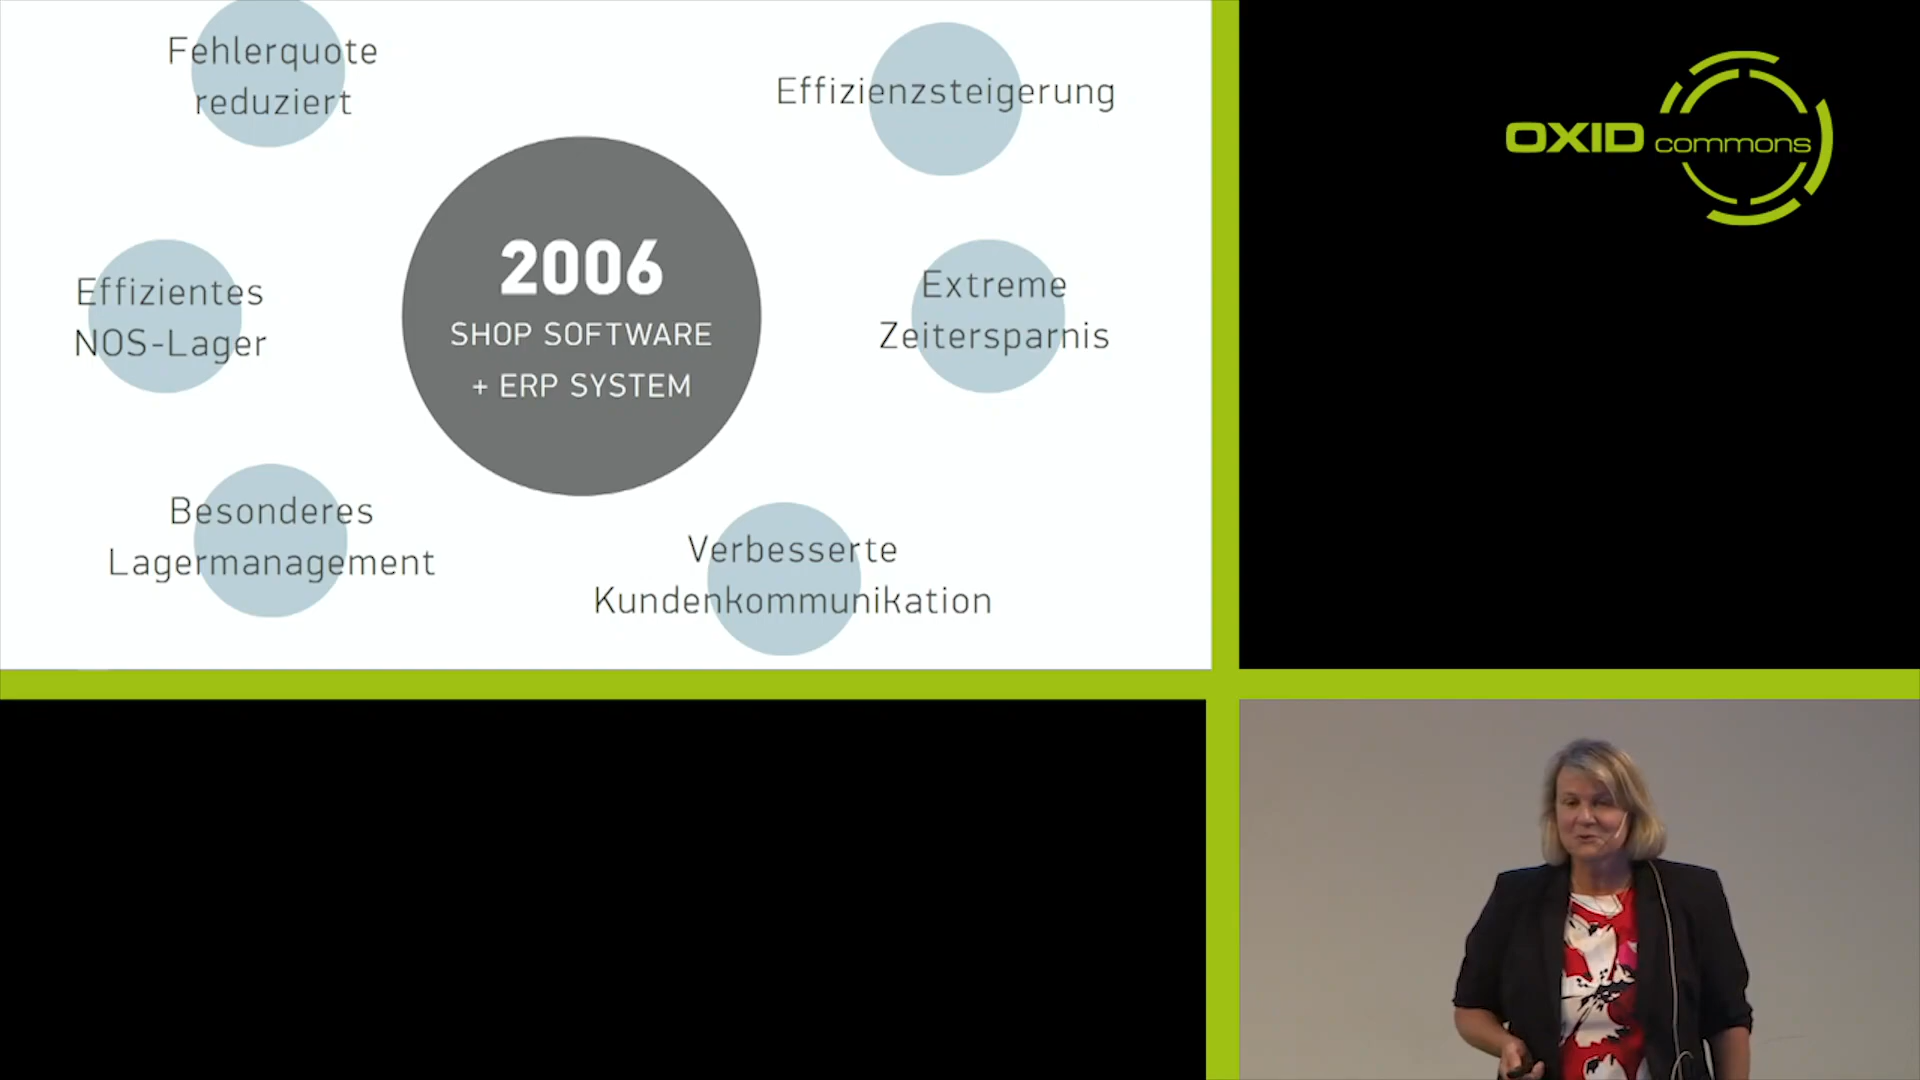 Fehlerquote
reduziert
Effizienzsteigerung
Effizientes
NOS-Lager
2006
SHOP SOFTWARE
+ ERP SYSTEM
Extreme
Zeitersparnis
Besonderes
Lagermanagement
Verbesserte
Kundenkommunikation
OXID commons